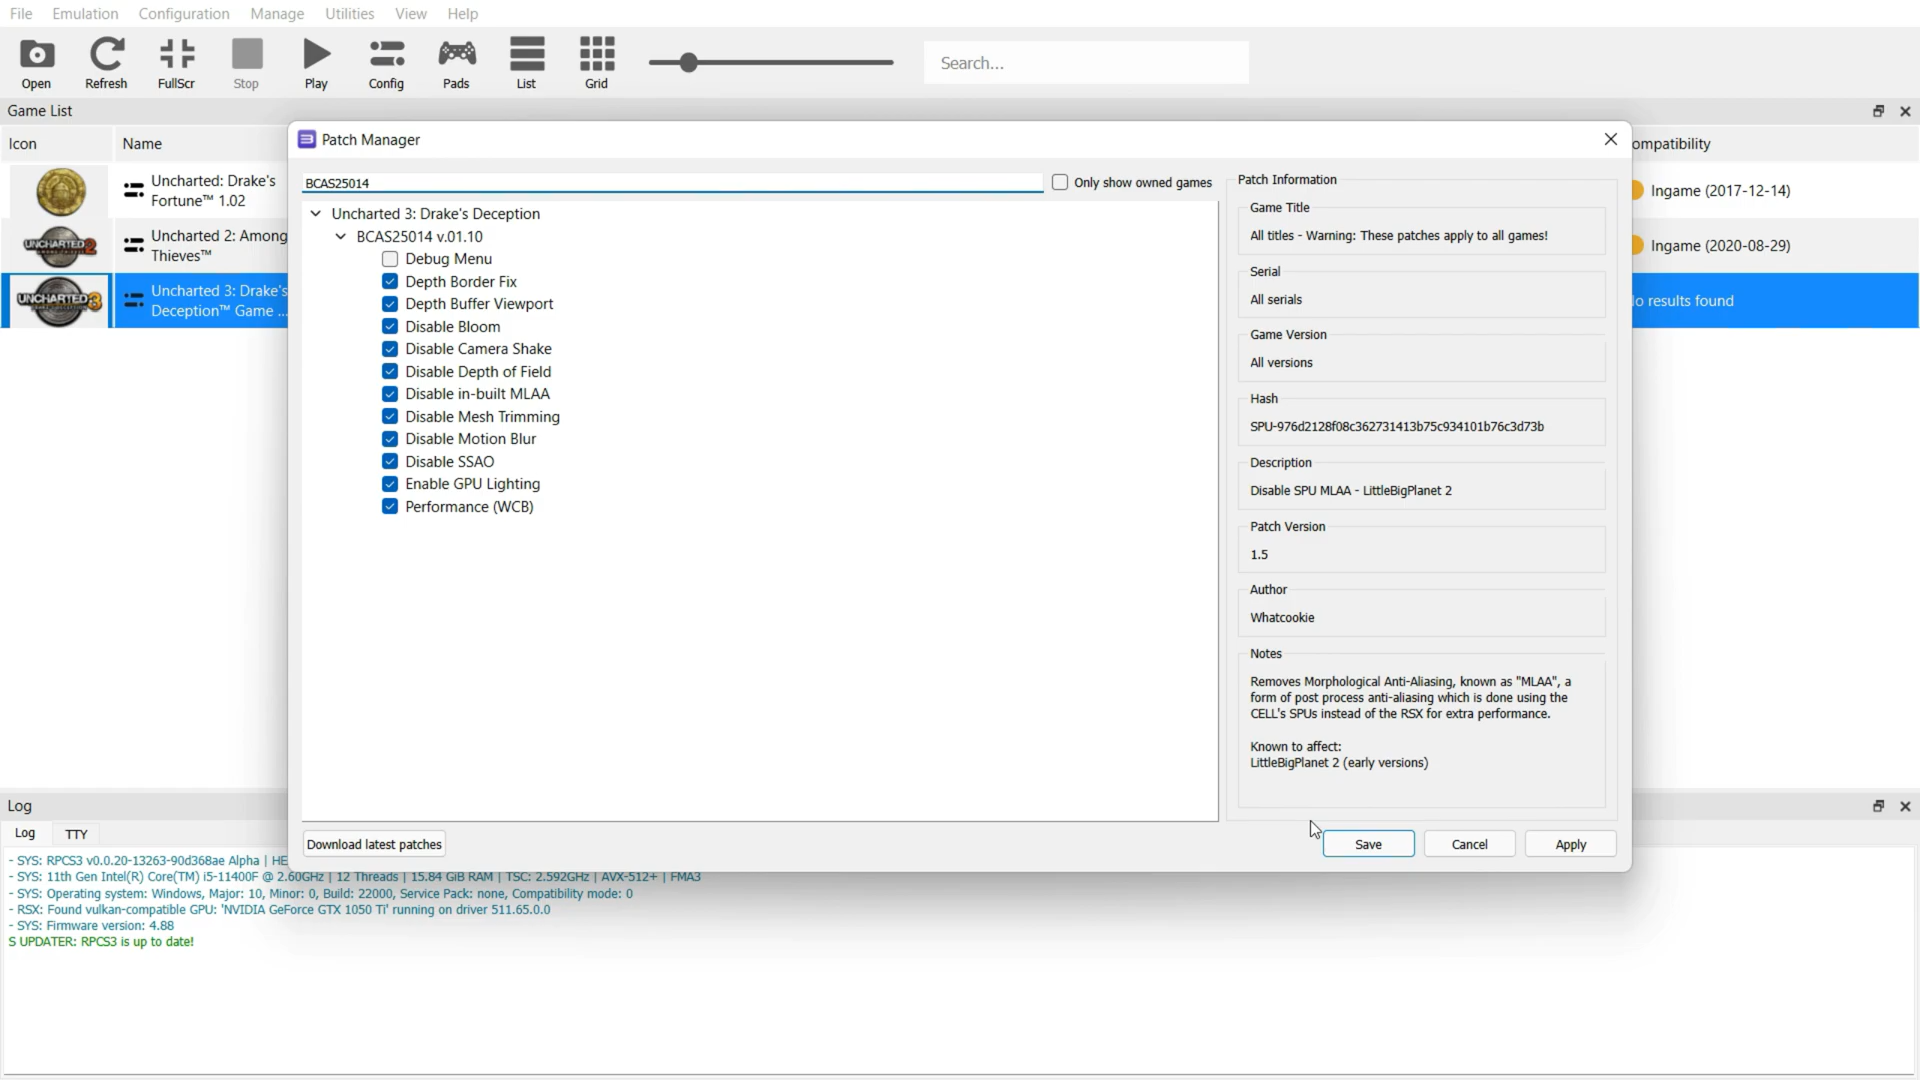 File Emulation Configuration Manage Utilities View Help
Open Refresh FullScr Stop Play Config Pads List Grid Search...
Game List
Icon Name
ompatibility
Uncharted: Drake's
Fortune™ 1.02
Ingame (2017-12-14)
UNCHARTED2
Uncharted 2: Among
Thieves™
Ingame (2020-08-29)
UNCHARTED3
Uncharted 3: Drake's
Deception™ Game ...
o results found
Patch Manager
BCAS25014
Only show owned games
Uncharted 3: Drake's Deception
BCAS25014 v.01.10
Debug Menu
Depth Border Fix
Depth Buffer Viewport
Disable Bloom
Disable Camera Shake
Disable Depth of Field
Disable in-built MLAA
Disable Mesh Trimming
Disable Motion Blur
Disable SSAO
Enable GPU Lighting
Performance (WCB)
Patch Information
Game Title
All titles - Warning: These patches apply to all games!
Serial
All serials
Game Version
All versions
Hash
SPU-976d2128f08c362731413b75c934101b76c3d73b
Description
Disable SPU MLAA - LittleBigPlanet 2
Patch Version
1.5
Author
Whatcookie
Notes
Removes Morphological Anti-Aliasing, known as "MLAA", a
form of post process anti-aliasing which is done using the
CELL's SPUs instead of the RSX for extra performance.
Known to affect:
LittleBigPlanet 2 (early versions)
Download latest patches
Save Cancel Apply
Log
Log TTY
- SYS: RPCS3 v0.0.20-13263-90d368ae Alpha | HE
- SYS: 11th Gen Intel(R) Core(TM) i5-11400F @ 2.60GHz | 12 Threads | 15.84 GiB RAM | TSC: 2.592GHz | AVX-512+ | FMA3
- SYS: Operating system: Windows, Major: 10, Minor: 0, Build: 22000, Service Pack: none, Compatibility mode: 0
- RSX: Found vulkan-compatible GPU: 'NVIDIA GeForce GTX 1050 Ti' running on driver 511.65.0.0
- SYS: Firmware version: 4.88
S UPDATER: RPCS3 is up to date!